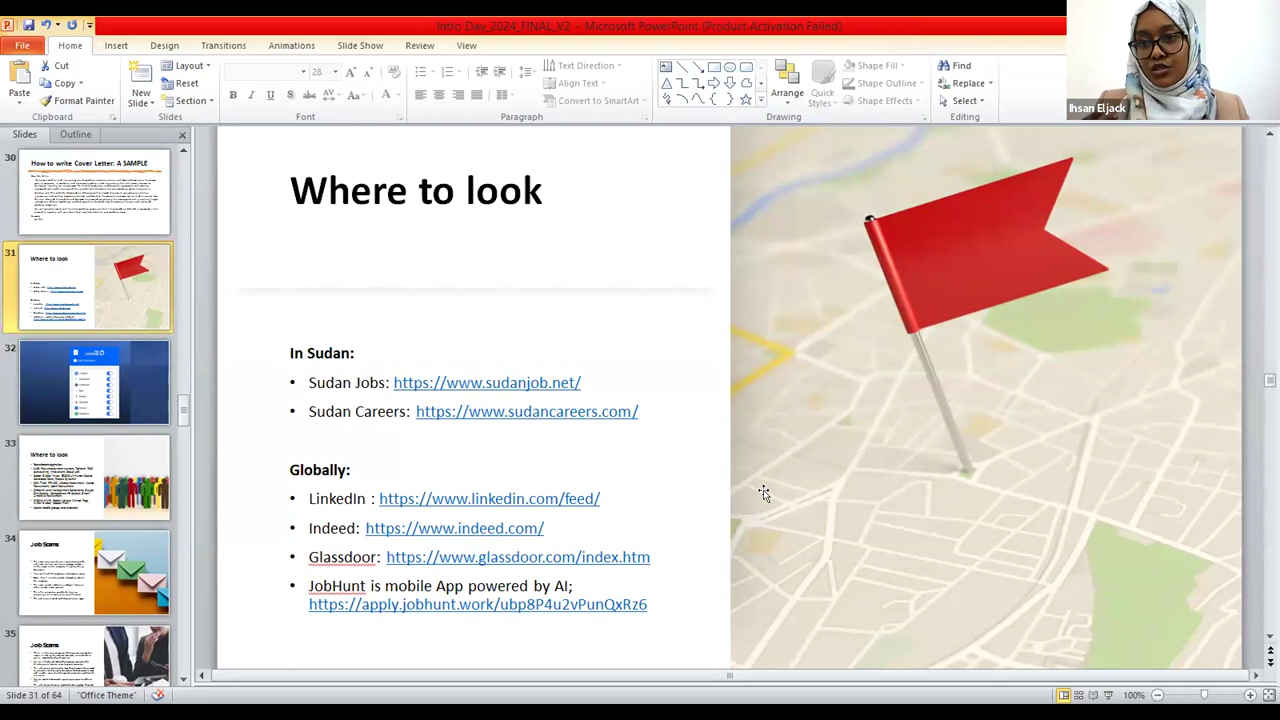 Intro Day_2024_FINAL_V2 - Microsoft PowerPoint (Product Activation Failed)
File Home Insert Design Transitions Animations Slide Show Review View
Paste
Cut
Copy
Format Painter
Clipboard
New Slide
Layout
Reset
Section
Slides
28
B I U S abc AV Aa A
Font
Text Direction
Align Text
Convert to SmartArt
Paragraph
Arrange
Quick Styles
Shape Fill
Shape Outline
Shape Effects
Drawing
Find
Replace
Select
Editing
Ihsan Eljack
Slides Outline
30
How to write Cover Letter: A SAMPLE
31
Where to look
32
33
Where to look
34
Job Scams
35
Job Scams
Where to look
In Sudan:
• Sudan Jobs: https://www.sudanjob.net/
• Sudan Careers: https://www.sudancareers.com/
Globally:
• LinkedIn : https://www.linkedin.com/feed/
• Indeed: https://www.indeed.com/
• Glassdoor: https://www.glassdoor.com/index.htm
• JobHunt is mobile App powered by AI;
https://apply.jobhunt.work/ubp8P4u2vPunQxRz6
Slide 31 of 64 "Office Theme" 100%